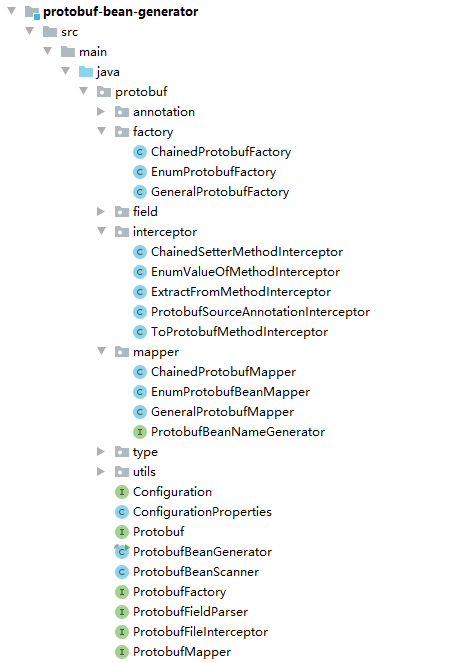 protobuf-bean-generator
src
main
java
protobuf
annotation
factory
C ChainedProtobufFactory
C EnumProtobufFactory
C GeneralProtobufFactory
field
interceptor
C ChainedSetterMethodInterceptor
C EnumValueOfMethodInterceptor
C ExtractFromMethodInterceptor
C ProtobufSourceAnnotationInterceptor
C ToProtobufMethodInterceptor
mapper
C ChainedProtobufMapper
C EnumProtobufBeanMapper
C GeneralProtobufMapper
I ProtobufBeanNameGenerator
type
utils
I Configuration
C ConfigurationProperties
I Protobuf
C ProtobufBeanGenerator
C ProtobufBeanScanner
I ProtobufFactory
I ProtobufFieldParser
I ProtobufFileInterceptor
I ProtobufMapper